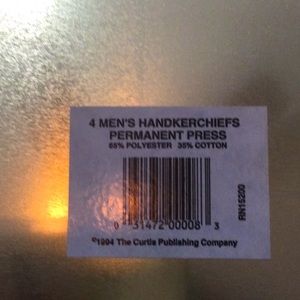 4 MEN'S HANDKERCHIEFS
PERMANENT PRESS
65% POLYESTER 35% COTTON
0 31472 00008 3
RN15200
©1994 The Curtis Publishing Company